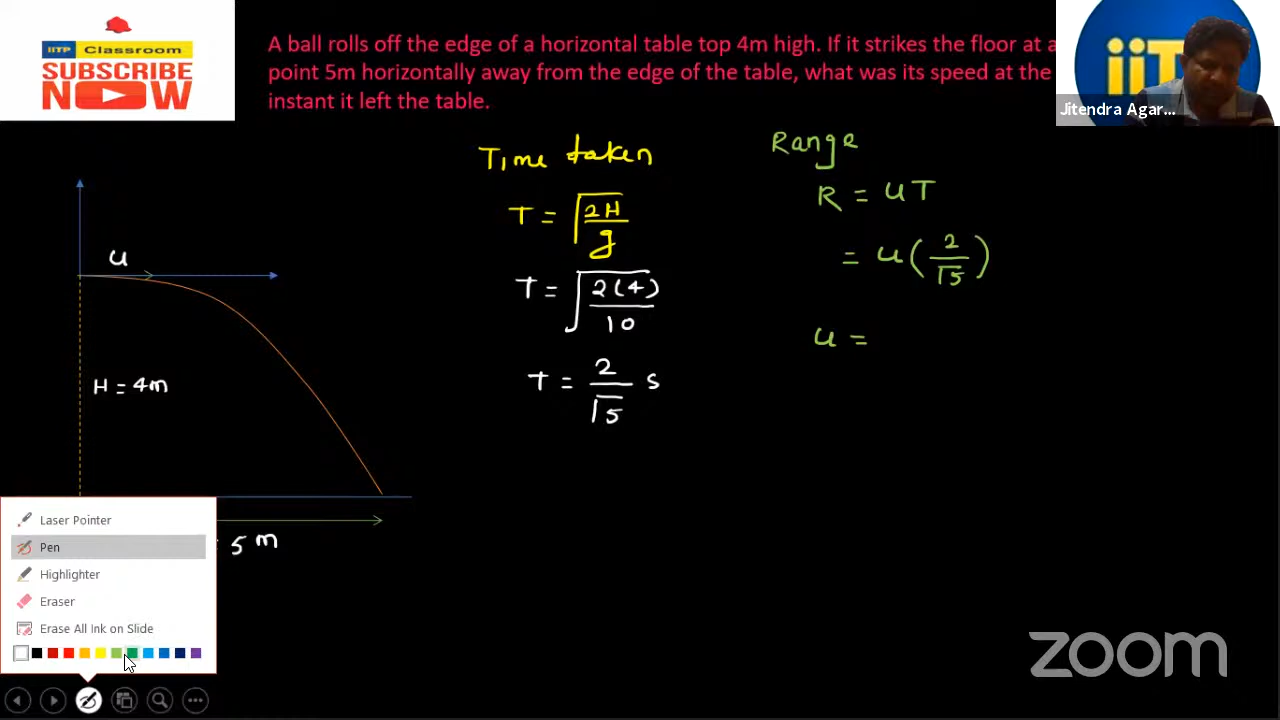 IITP Classroom
SUBSCRIBE
NOW
A ball rolls off the edge of a horizontal table top 4m high. If it strikes the floor at a
point 5m horizontally away from the edge of the table, what was its speed at the
instant it left the table.
iiT
Jitendra Agar...
Time taken
T = √(2H/g)
T = √(2(4)/10)
T = 2/√5 s
Range
R = uT
= u(2/√5)
u =
u
H = 4m
= 5m
Laser Pointer
Pen
Highlighter
Eraser
Erase All Ink on Slide
zoom